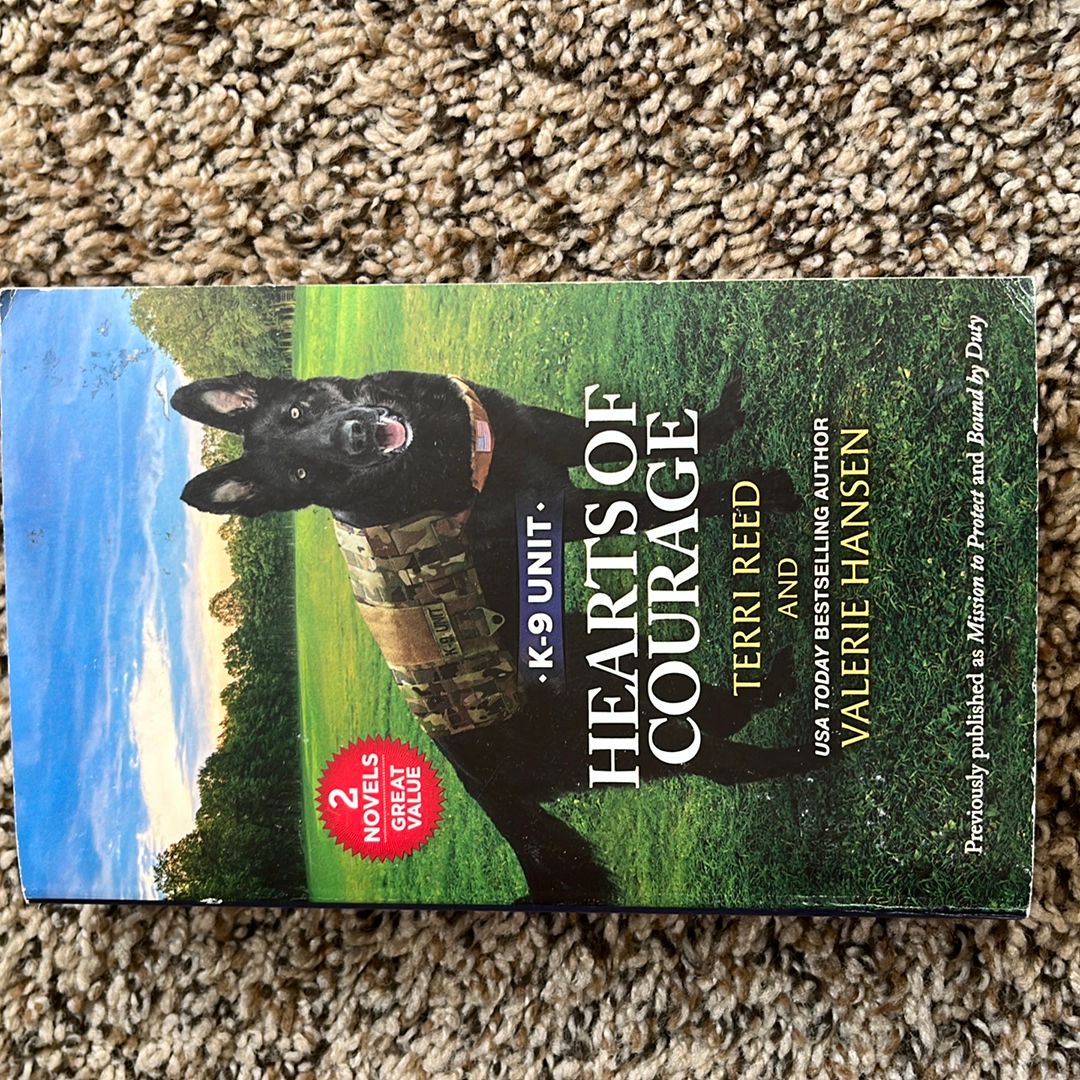 2
NOVELS
GREAT
VALUE
K-9 UNIT
· K-9 UNIT ·
HEARTS OF
COURAGE
TERRI REED
AND
USA TODAY BESTSELLING AUTHOR
VALERIE HANSEN
Previously published as Mission to Protect and Bound by Duty